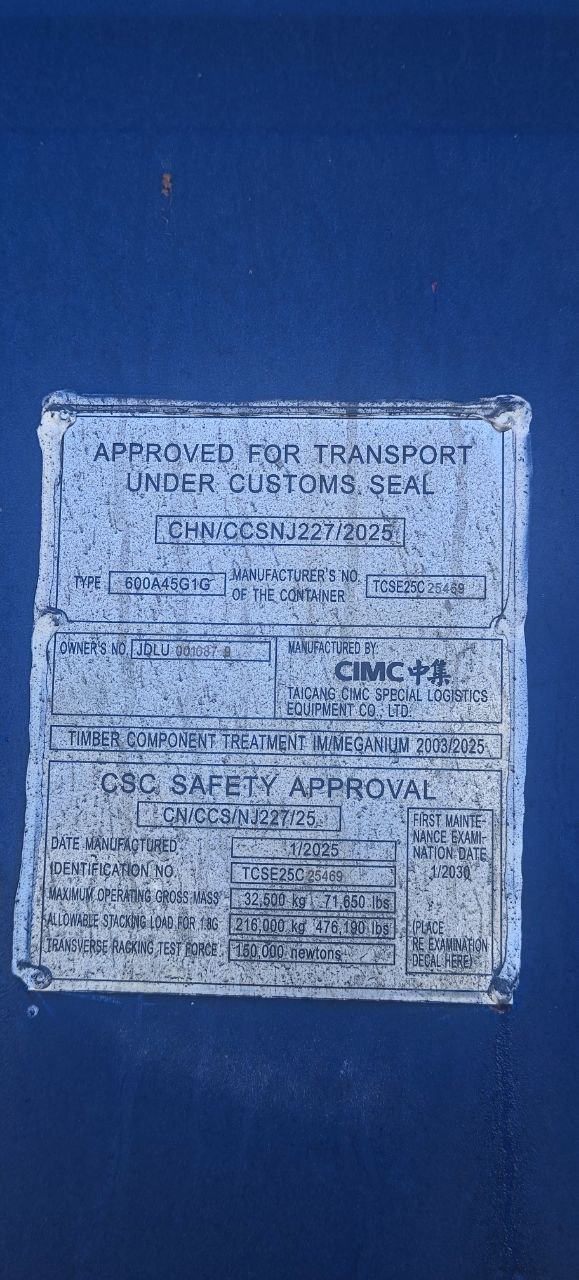 APPROVED FOR TRANSPORT
UNDER CUSTOMS SEAL
CHN/CCSNJ227/2025
TYPE 600A45G1G
MANUFACTURER'S NO.
OF THE CONTAINER
TCSE25C 25469
OWNER'S NO. JDLU 001087 9
MANUFACTURED BY:
CIMC 中集
TAICANG CIMC SPECIAL LOGISTICS
EQUIPMENT CO., LTD.
TIMBER COMPONENT TREATMENT IM/MEGANIUM 2003/2025
CSC SAFETY APPROVAL
CN/CCS/NJ227/25
DATE MANUFACTURED 1/2025
IDENTIFICATION NO. TCSE25C 25469
MAXIMUM OPERATING GROSS MASS 32,500 kg 71,650 lbs
ALLOWABLE STACKING LOAD FOR 1.8G 216,000 kg 476,190 lbs
TRANSVERSE RACKING TEST FORCE 150,000 newtons
FIRST MAINTE-
NANCE EXAMI-
NATION DATE
1/2030
(PLACE
RE EXAMINATION
DECAL HERE)